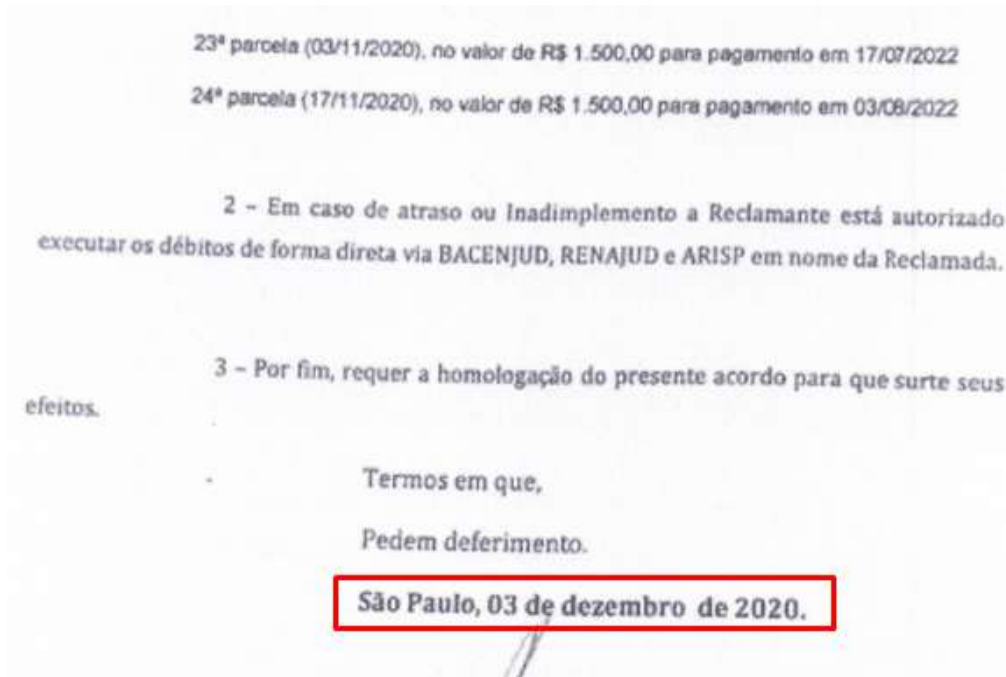 23ª parcela (03/11/2020), no valor de R$ 1.500,00 para pagamento em 17/07/2022
24ª parcela (17/11/2020), no valor de R$ 1.500,00 para pagamento em 03/08/2022
2 – Em caso de atraso ou Inadimplemento a Reclamante está autorizado
executar os débitos de forma direta via BACENJUD, RENAJUD e ARISP em nome da Reclamada.
3 – Por fim, requer a homologação do presente acordo para que surte seus
efeitos.
Termos em que,
Pedem deferimento.
São Paulo, 03 de dezembro de 2020.